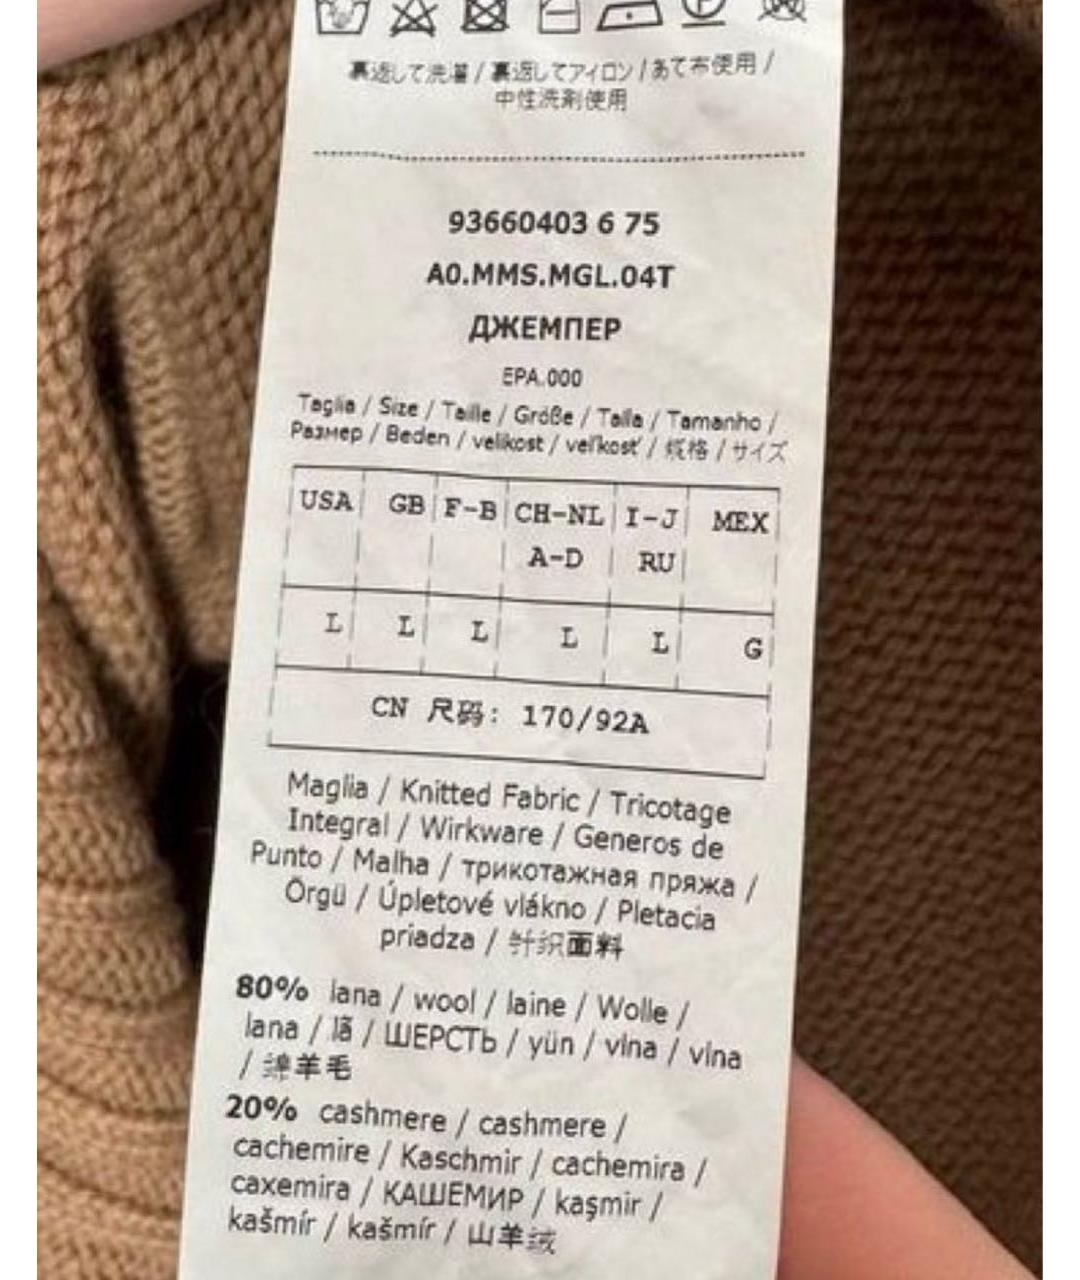 裏返して洗濯 / 裏返してアイロン / あて布使用 /
中性洗剤使用
93660403 6 75
A0.MMS.MGL.04T
ДЖЕМПЕР
EPA.000
Taglia / Size / Taille / Größe / Talla / Tamanho /
Размер / Beden / velikost / veľkosť / 规格 / サイズ
USA GB F-B CH-NL I-J MEX
A-D RU
L L L L L G
CN 尺码: 170/92A
Maglia / Knitted Fabric / Tricotage
Integral / Wirkware / Generos de
Punto / Malha / трикотажная пряжа /
Örgü / Úpletové vlákno / Pletacia
priadza / 针织面料
80% lana / wool / laine / Wolle /
lana / lã / ШЕРСТЬ / yün / vlna / vlna
/ 绵羊毛
20% cashmere / cashmere /
cachemire / Kaschmir / cachemira /
caxemira / КАШЕМИР / kaşmir /
kašmír / kašmír / 山羊绒